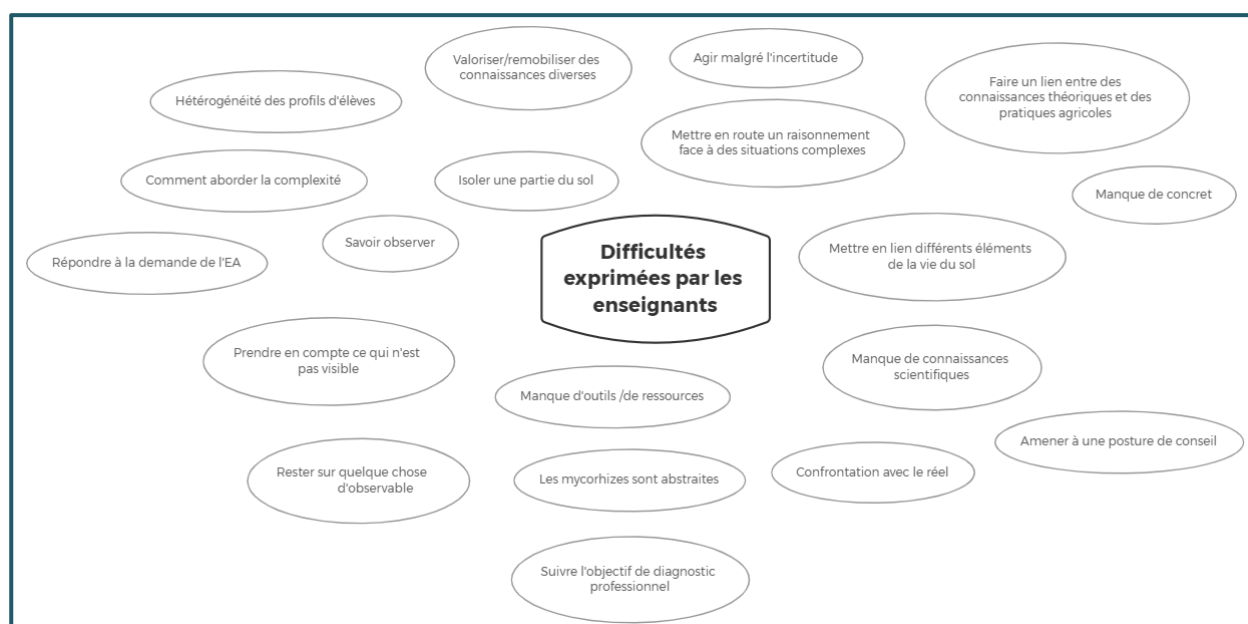 Valoriser/remobiliser des
connaissances diverses
Agir malgré l'incertitude
Hétérogénéité des profils d'élèves
Faire un lien entre des
connaissances théoriques et des
pratiques agricoles
Mettre en route un raisonnement
face à des situations complexes
Comment aborder la complexité
Isoler une partie du sol
Manque de concret
Savoir observer
Répondre à la demande de l'EA
Difficultés
exprimées par les
enseignants
Mettre en lien différents éléments
de la vie du sol
Prendre en compte ce qui n'est
pas visible
Manque de connaissances
scientifiques
Manque d'outils /de ressources
Amener à une posture de conseil
Rester sur quelque chose
d'observable
Les mycorhizes sont abstraites
Confrontation avec le réel
Suivre l'objectif de diagnostic
professionnel